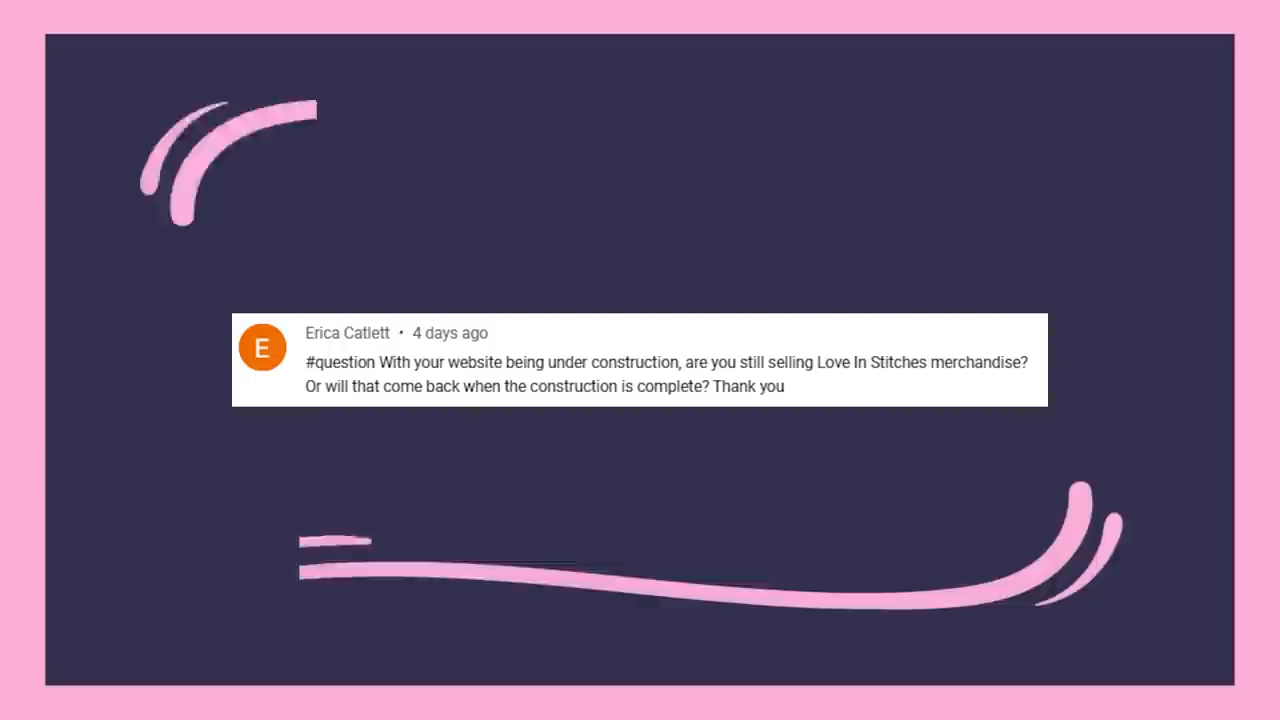 E
Erica Catlett • 4 days ago
#question With your website being under construction, are you still selling Love In Stitches merchandise?
Or will that come back when the construction is complete? Thank you